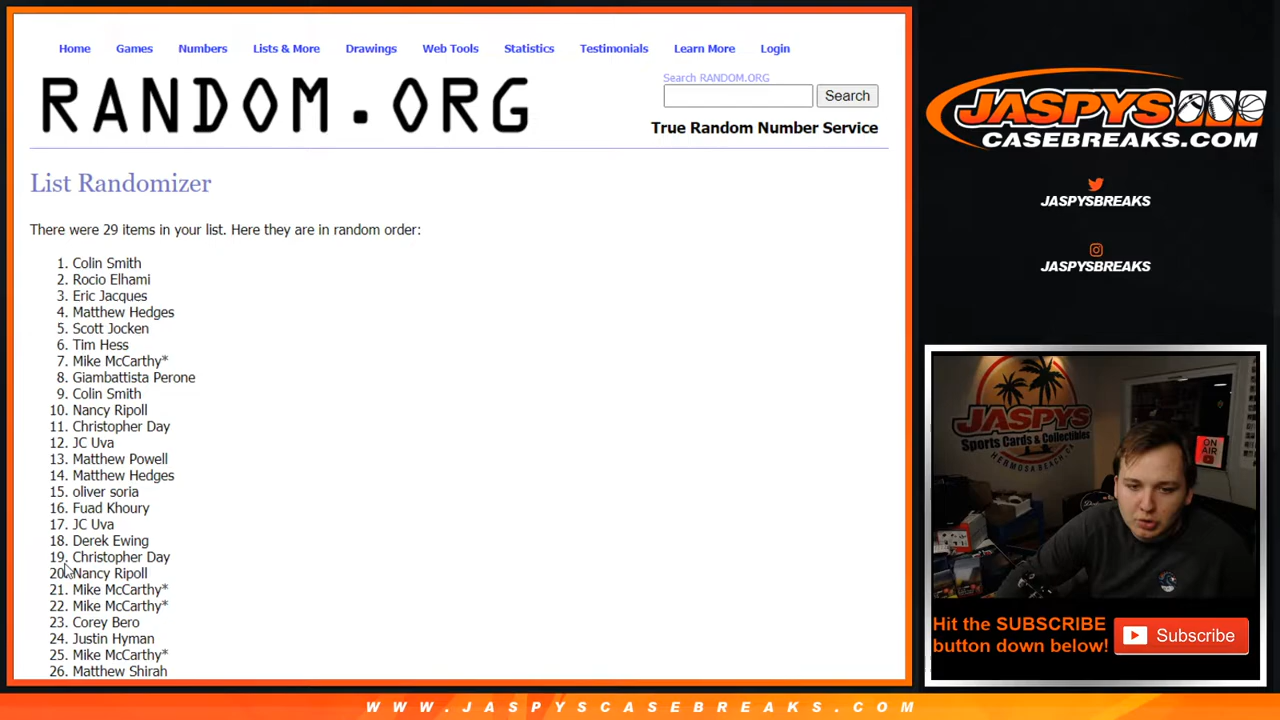 Home Games Numbers Lists & More Drawings Web Tools Statistics Testimonials Learn More Login
RANDOM.ORG
Search RANDOM.ORG
Search
True Random Number Service
List Randomizer
There were 29 items in your list. Here they are in random order:
1. Colin Smith
2. Rocio Elhami
3. Eric Jacques
4. Matthew Hedges
5. Scott Jocken
6. Tim Hess
7. Mike McCarthy*
8. Giambattista Perone
9. Colin Smith
10. Nancy Ripoll
11. Christopher Day
12. JC Uva
13. Matthew Powell
14. Matthew Hedges
15. oliver soria
16. Fuad Khoury
17. JC Uva
18. Derek Ewing
19. Christopher Day
20. Nancy Ripoll
21. Mike McCarthy*
22. Mike McCarthy*
23. Corey Bero
24. Justin Hyman
25. Mike McCarthy*
26. Matthew Shirah
JASPYS
CASEBREAKS.COM
JASPYSBREAKS
JASPYSBREAKS
JASPYS
Sports Cards & Collectibles
HERMOSA BEACH, CA
ON AIR
Hit the SUBSCRIBE
button down below!
Subscribe
WWW.JASPYSCASEBREAKS.COM